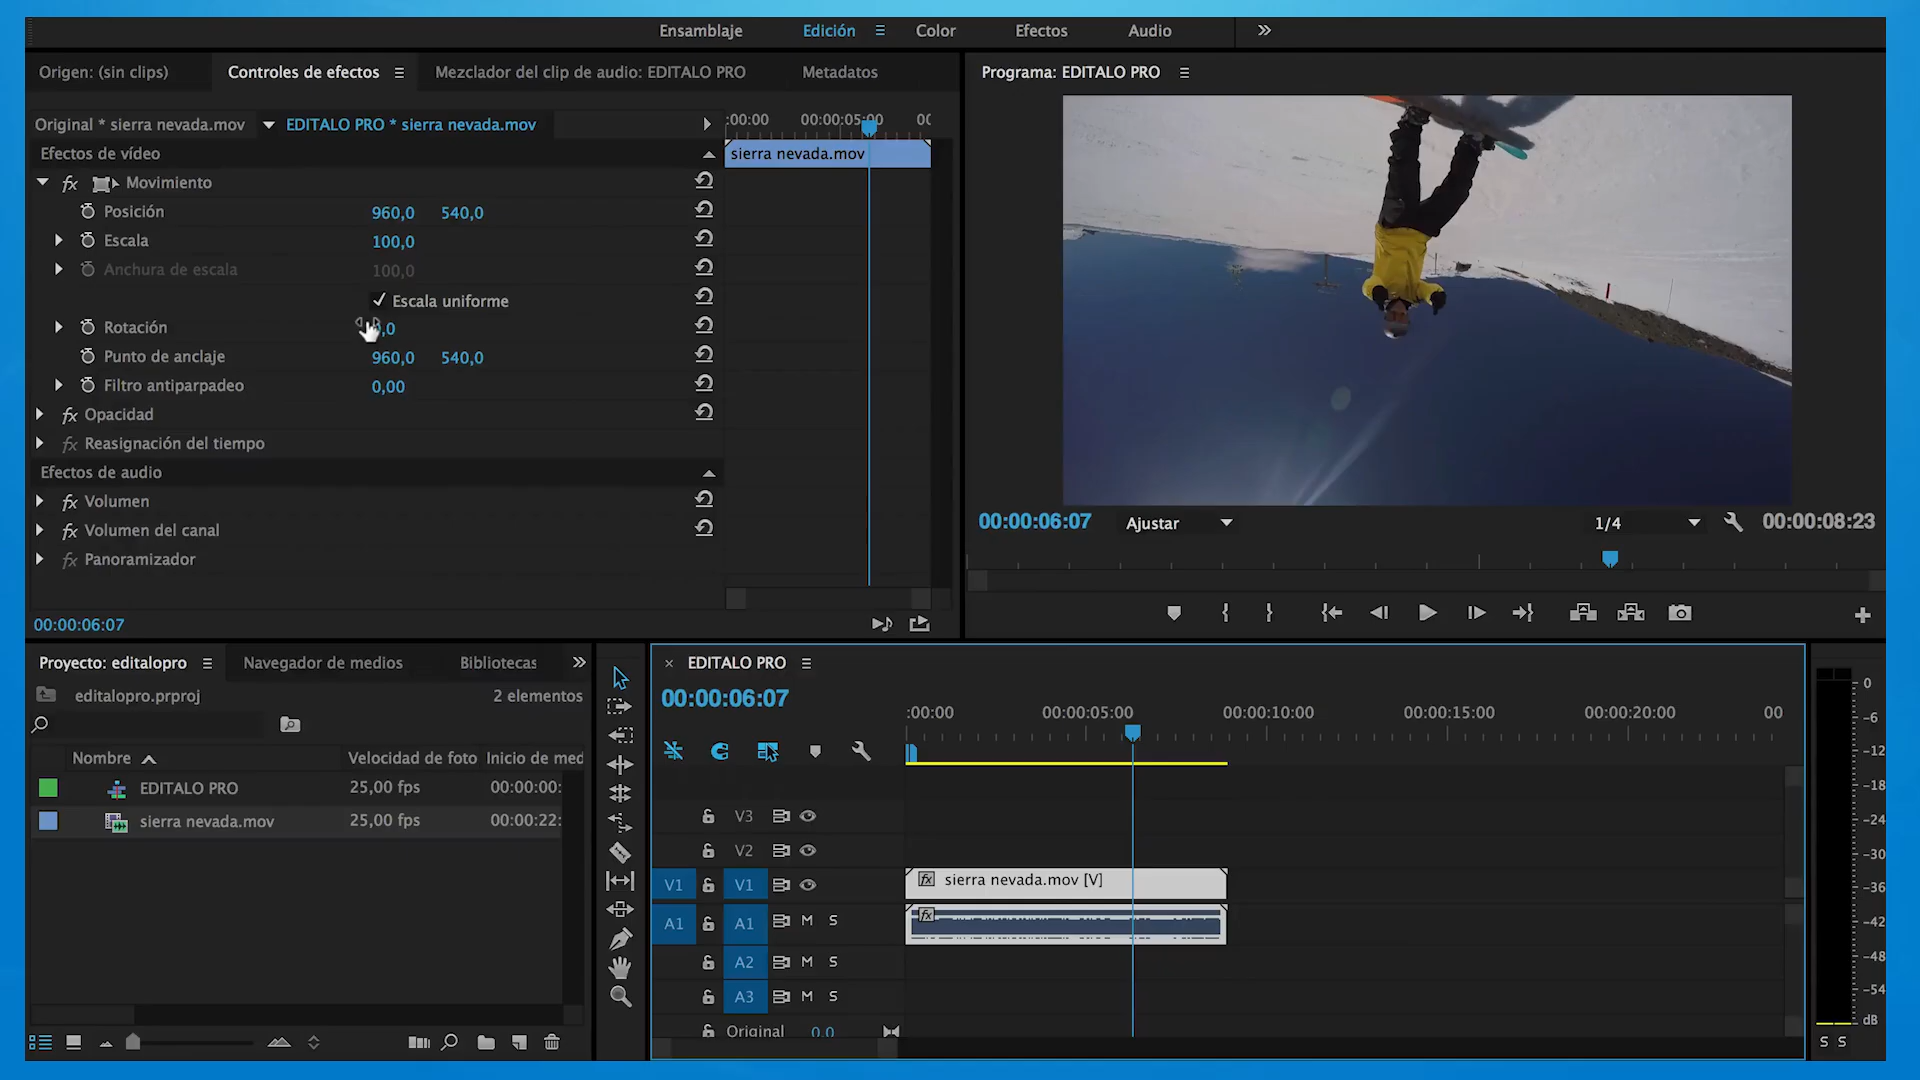 Ensamblaje Edición Color Efectos Audio
Origen: (sin clips) Controles de efectos Mezclador del clip de audio: EDITALO PRO Metadatos
Programa: EDITALO PRO
Original * sierra nevada.mov EDITALO PRO * sierra nevada.mov
:00:00 00:00:05:00
Efectos de vídeo
sierra nevada.mov
fx Movimiento
Posición 960,0 540,0
Escala 100,0
Anchura de escala 100,0
Escala uniforme
Rotación
Punto de anclaje 960,0 540,0
Filtro antiparpadeo 0,00
fx Opacidad
fx Reasignación del tiempo
Efectos de audio
fx Volumen
fx Volumen del canal
fx Panoramizador
00:00:06:07
00:00:06:07 Ajustar 1/4 00:00:08:23
Proyecto: editalopro Navegador de medios Bibliotecas
editalopro.prproj 2 elementos
Nombre Velocidad de foto Inicio de med
EDITALO PRO 25,00 fps 00:00:00:
sierra nevada.mov 25,00 fps 00:00:22:
EDITALO PRO
00:00:06:07
:00:00 00:00:05:00 00:00:10:00 00:00:15:00 00:00:20:00 00
V3
V2
V1 V1 fx sierra nevada.mov [V]
A1 A1 M S fx
A2 M S
A3 M S
Original 0,0
0
-6
-12
-18
-24
-30
-36
-42
-48
-54
dB
S S